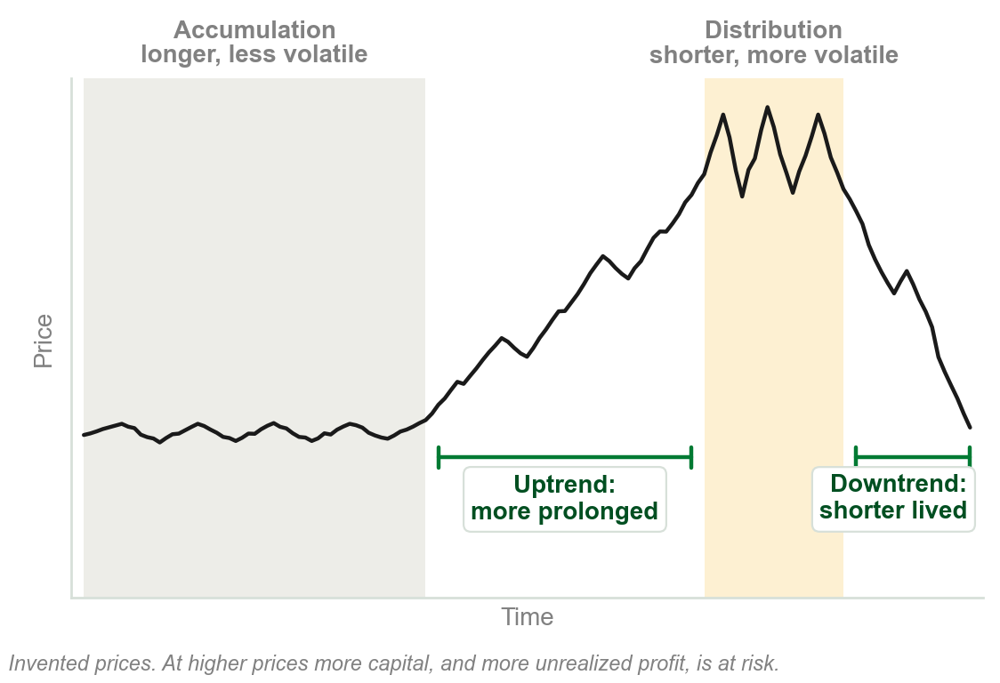 Accumulation
longer, less volatile
Distribution
shorter, more volatile
Price
Uptrend:
more prolonged
Downtrend:
shorter lived
Time
Invented prices. At higher prices more capital, and more unrealized profit, is at risk.